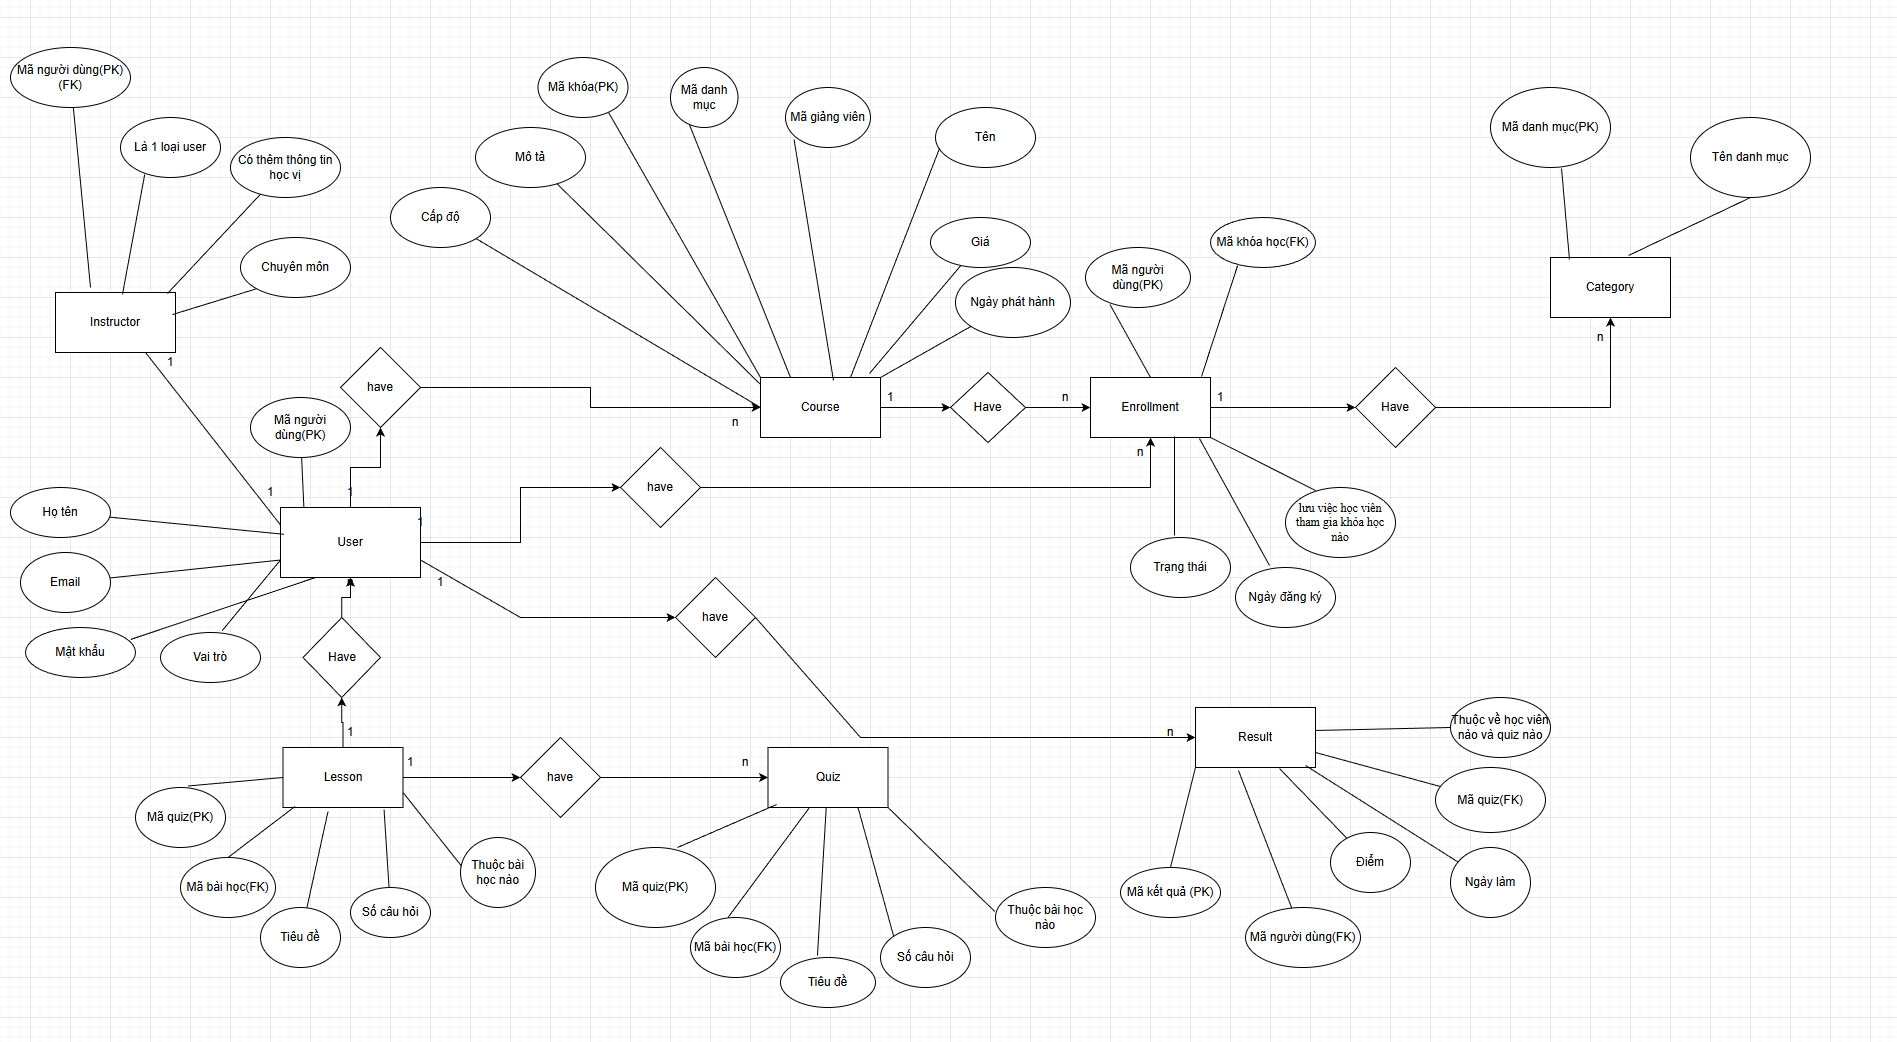 Mã người dùng(PK)
(FK)
Là 1 loại user
Có thêm thông tin
học vị
Chuyên môn
Instructor
1
Cấp độ
Mô tả
Mã khóa(PK)
Mã danh
mục
Mã giảng viên
Tên
Giá
Ngày phát hành
Course
n
1
Have
n
Mã người
dùng(PK)
Mã khóa học(FK)
Enrollment
1
n
Have
n
Mã danh mục(PK)
Tên danh mục
Category
have
Mã người
dùng(PK)
1
1
1
have
Họ tên
Email
Mật khẩu
Vai trò
User
1
have
n
Trạng thái
Ngày đăng ký
lưu việc học viên
tham gia khóa học
nào
Have
1
Lesson
1
have
n
Quiz
Mã quiz(PK)
Mã bài học(FK)
Tiêu đề
Số câu hỏi
Thuộc bài
học nào
Mã quiz(PK)
Mã bài học(FK)
Tiêu đề
Số câu hỏi
Thuộc bài học
nào
Result
Thuộc về học viên
nào và quiz nào
Mã quiz(FK)
Điểm
Ngày làm
Mã kết quả (PK)
Mã người dùng(FK)